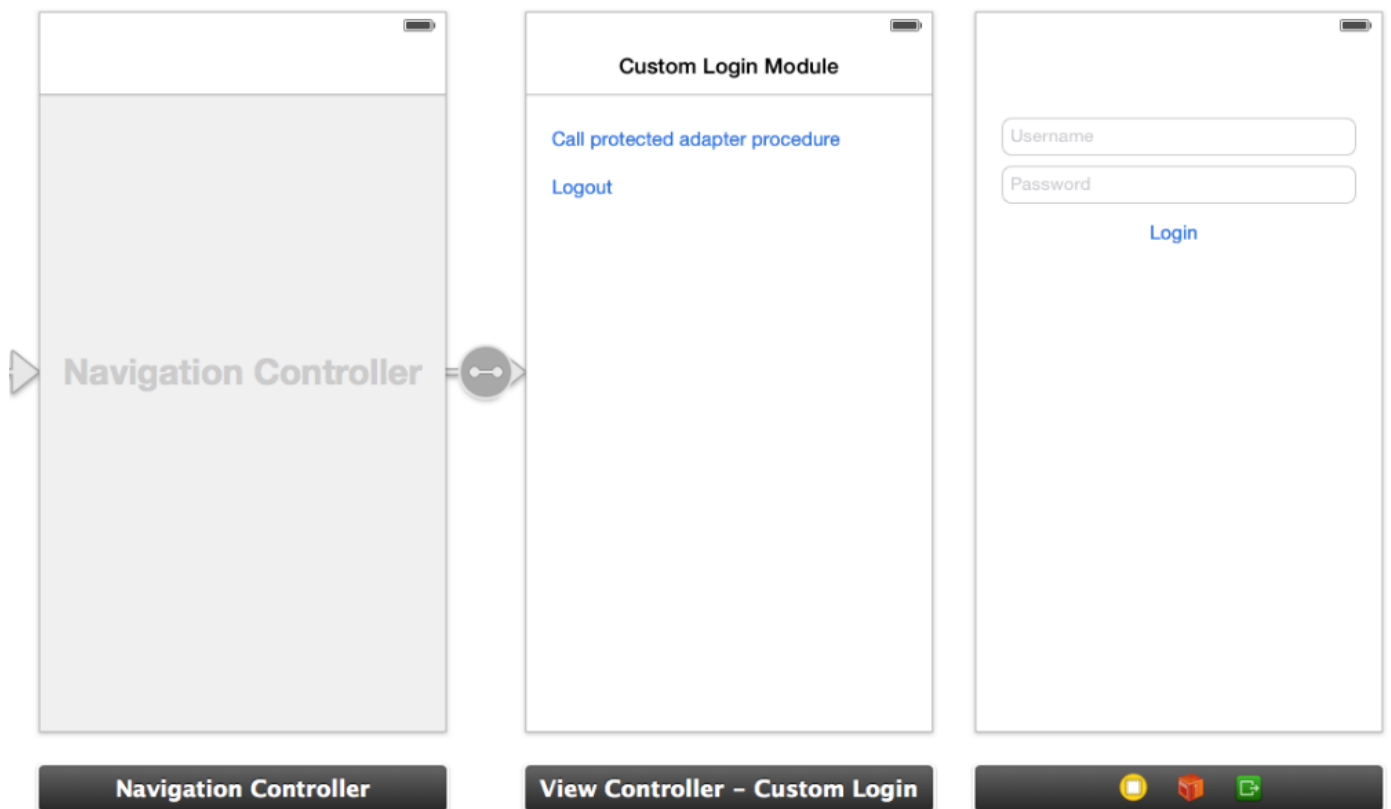 Navigation Controller
Custom Login Module
Call protected adapter procedure
Logout
Username
Password
Login
Navigation Controller
View Controller – Custom Login